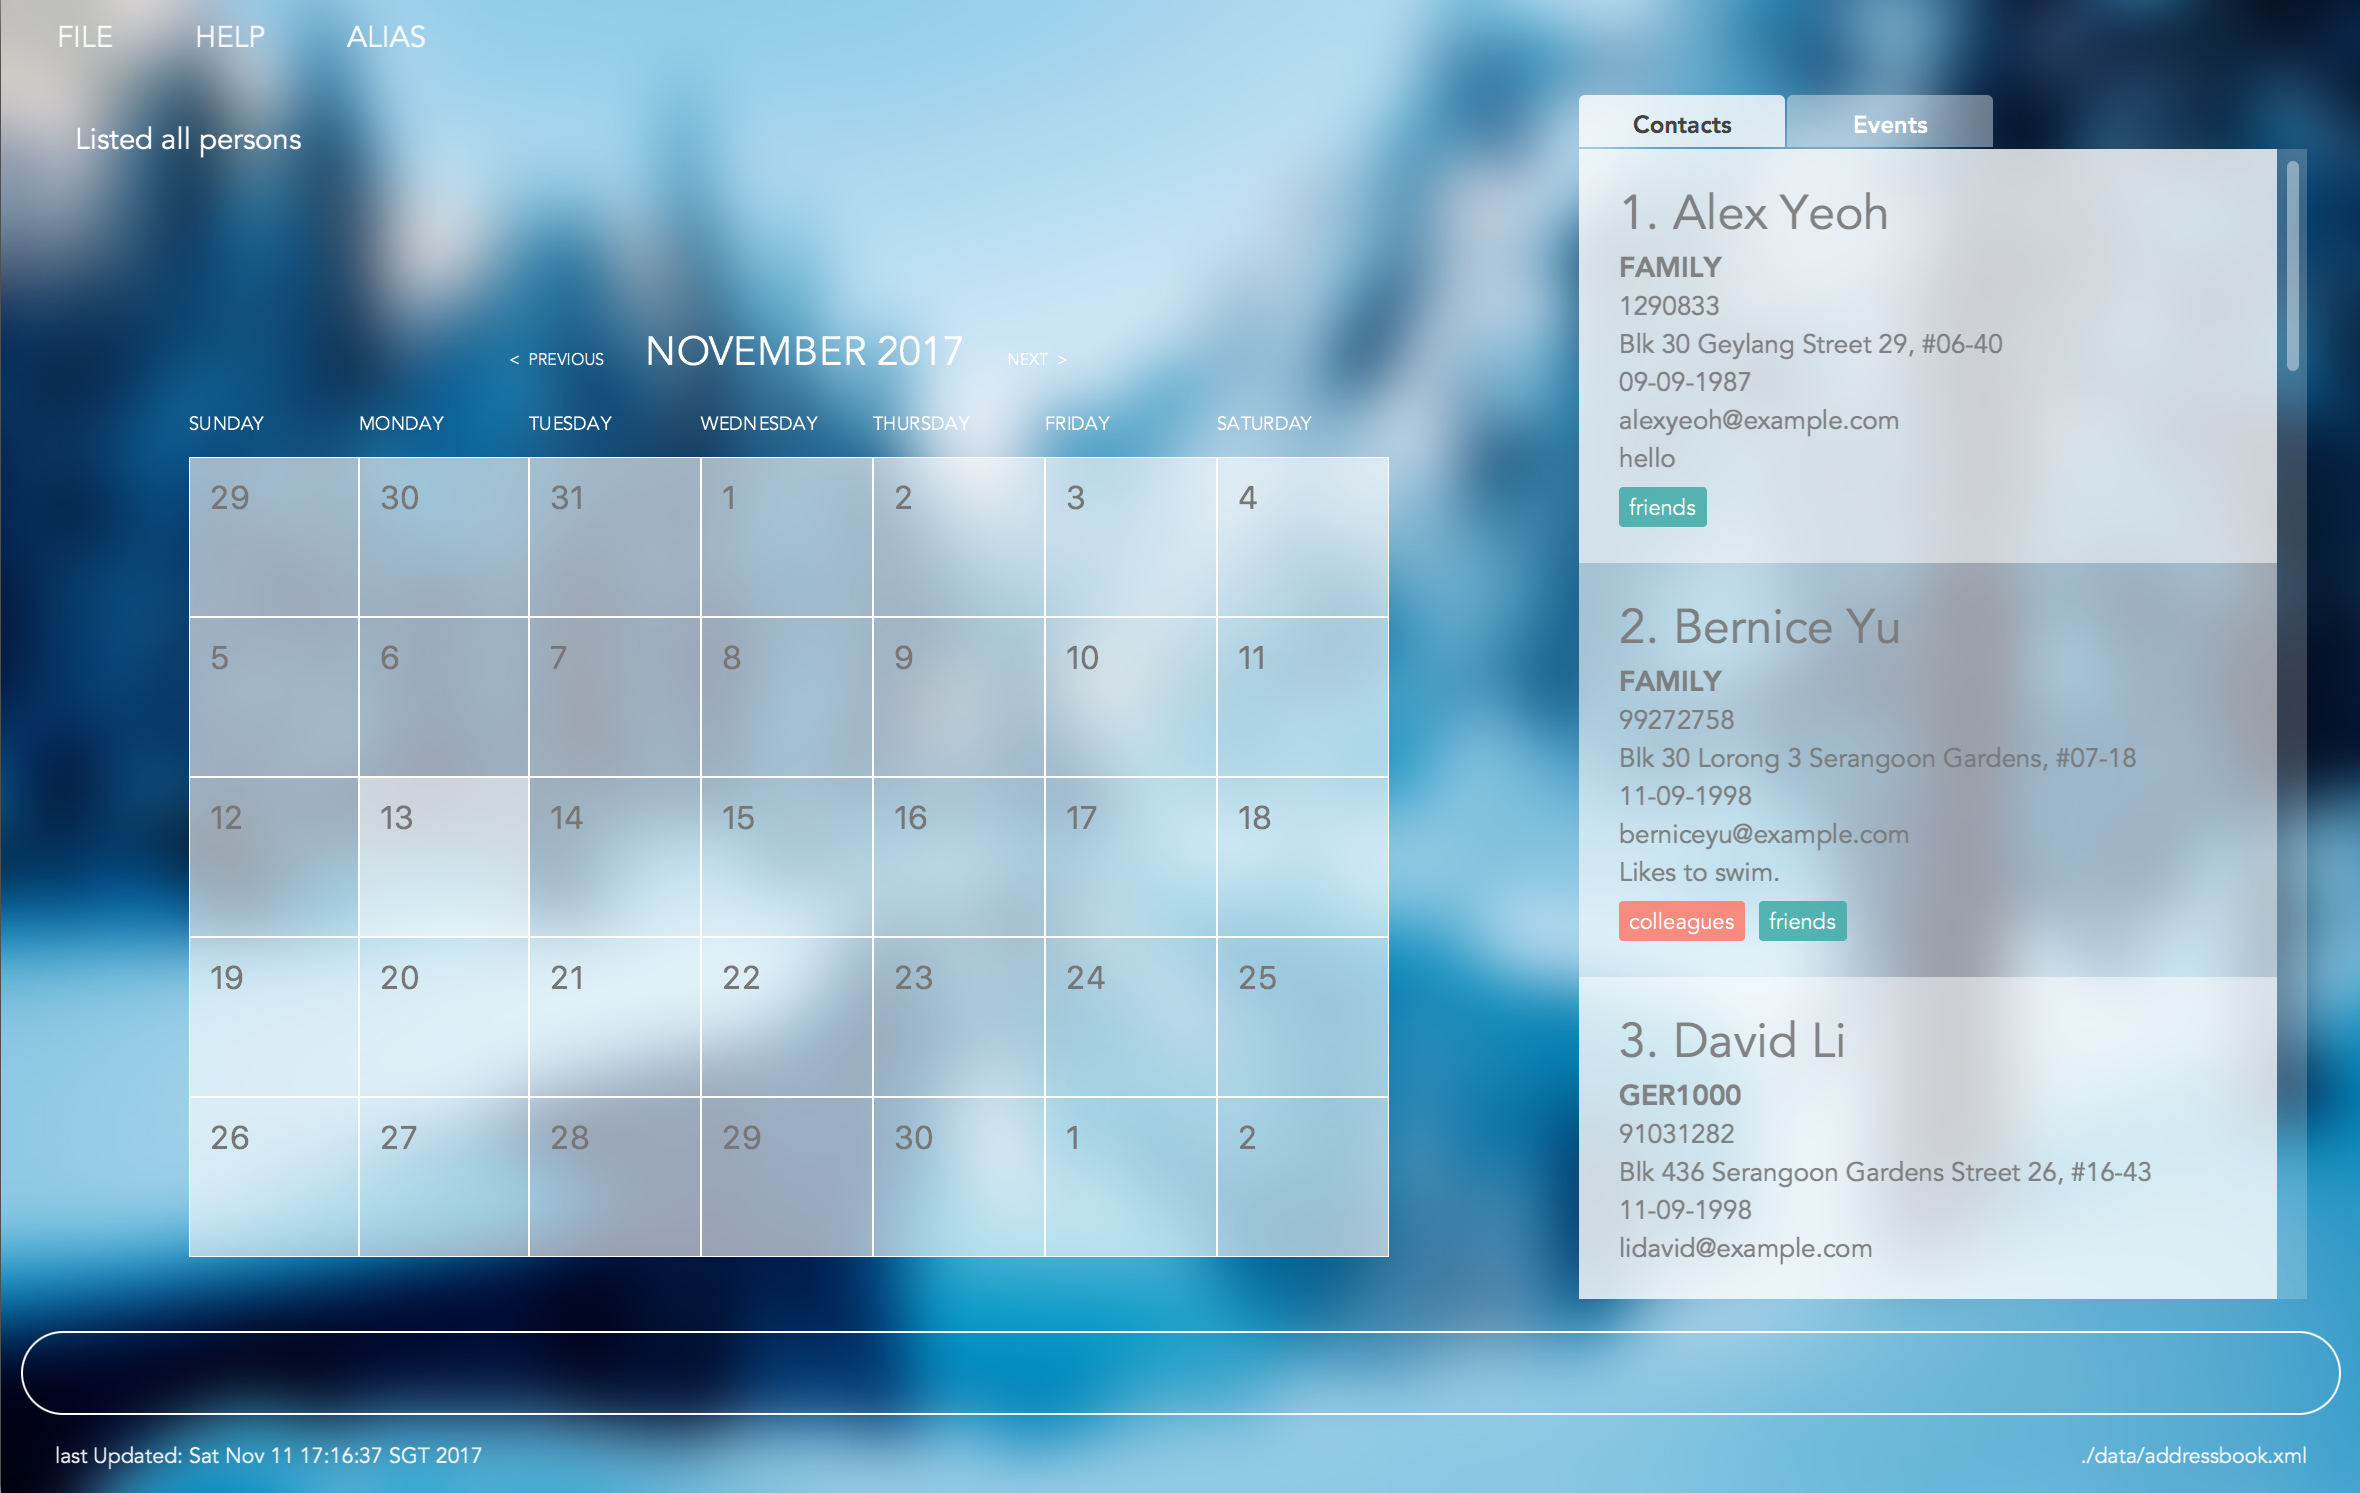 FILE HELP ALIAS
Listed all persons
< PREVIOUS NOVEMBER 2017 NEXT >
SUNDAY MONDAY TUESDAY WEDNESDAY THURSDAY FRIDAY SATURDAY
29 30 31 1 2 3 4
5 6 7 8 9 10 11
12 13 14 15 16 17 18
19 20 21 22 23 24 25
26 27 28 29 30 1 2
Contacts Events
1. Alex Yeoh
FAMILY
1290833
Blk 30 Geylang Street 29, #06-40
09-09-1987
alexyeoh@example.com
hello
friends
2. Bernice Yu
FAMILY
99272758
Blk 30 Lorong 3 Serangoon Gardens, #07-18
11-09-1998
berniceyu@example.com
Likes to swim.
colleagues friends
3. David Li
GER1000
91031282
Blk 436 Serangoon Gardens Street 26, #16-43
11-09-1998
lidavid@example.com
last Updated: Sat Nov 11 17:16:37 SGT 2017
./data/addressbook.xml